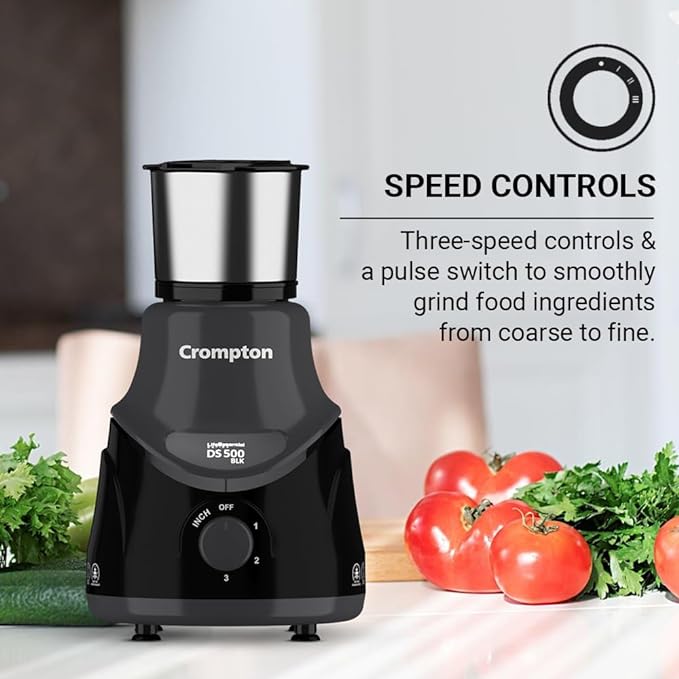 SPEED CONTROLS
Three-speed controls &
a pulse switch to smoothly
grind food ingredients
from coarse to fine.
Crompton
DS 500
BLK
INCH OFF
1
2
3